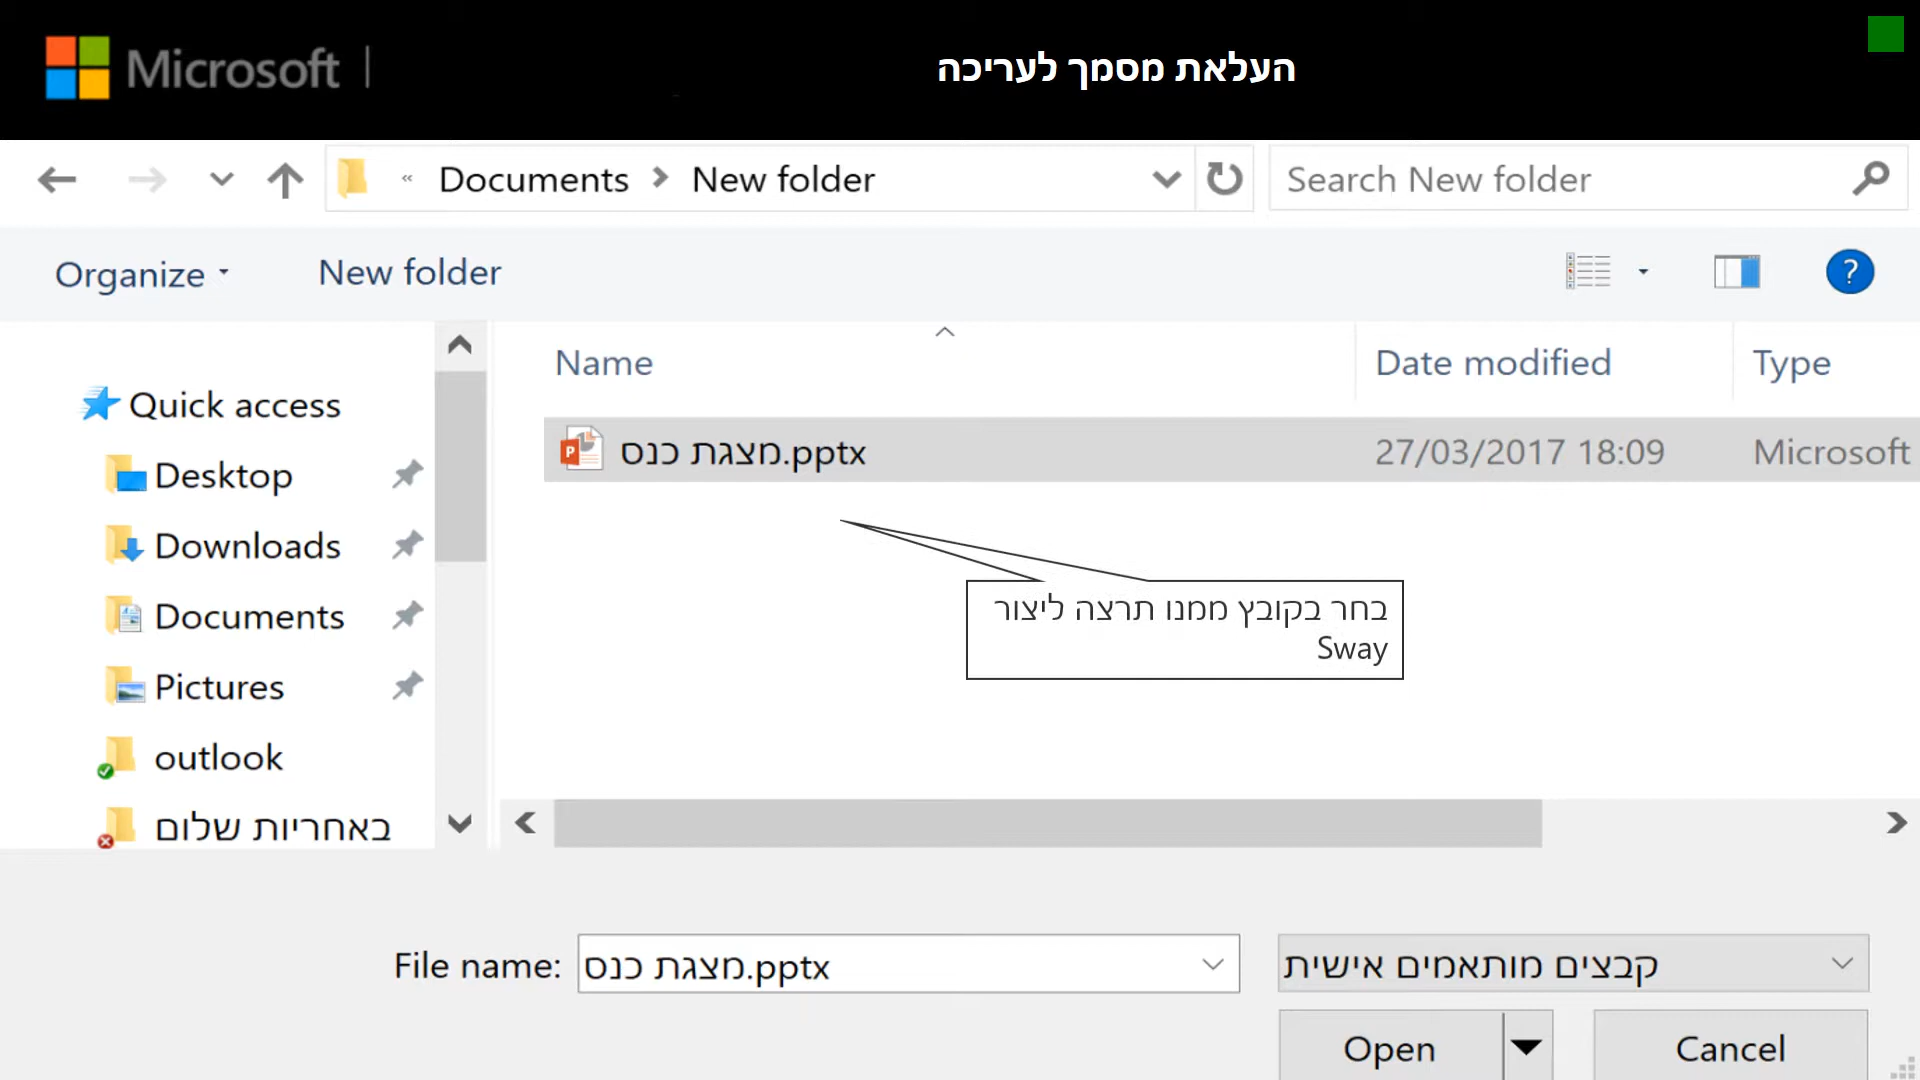 Microsoft
העלאת מסמך לעריכה
« Documents > New folder
Search New folder
Organize
New folder
?
Name
Date modified
Type
Quick access
Desktop
Downloads
Documents
Pictures
outlook
באחריות שלום
מצגת כנס.pptx
27/03/2017 18:09
Microsoft
בחר בקובץ ממנו תרצה ליצור
Sway
File name:
מצגת כנס.pptx
קבצים מותאמים אישית
Open
Cancel